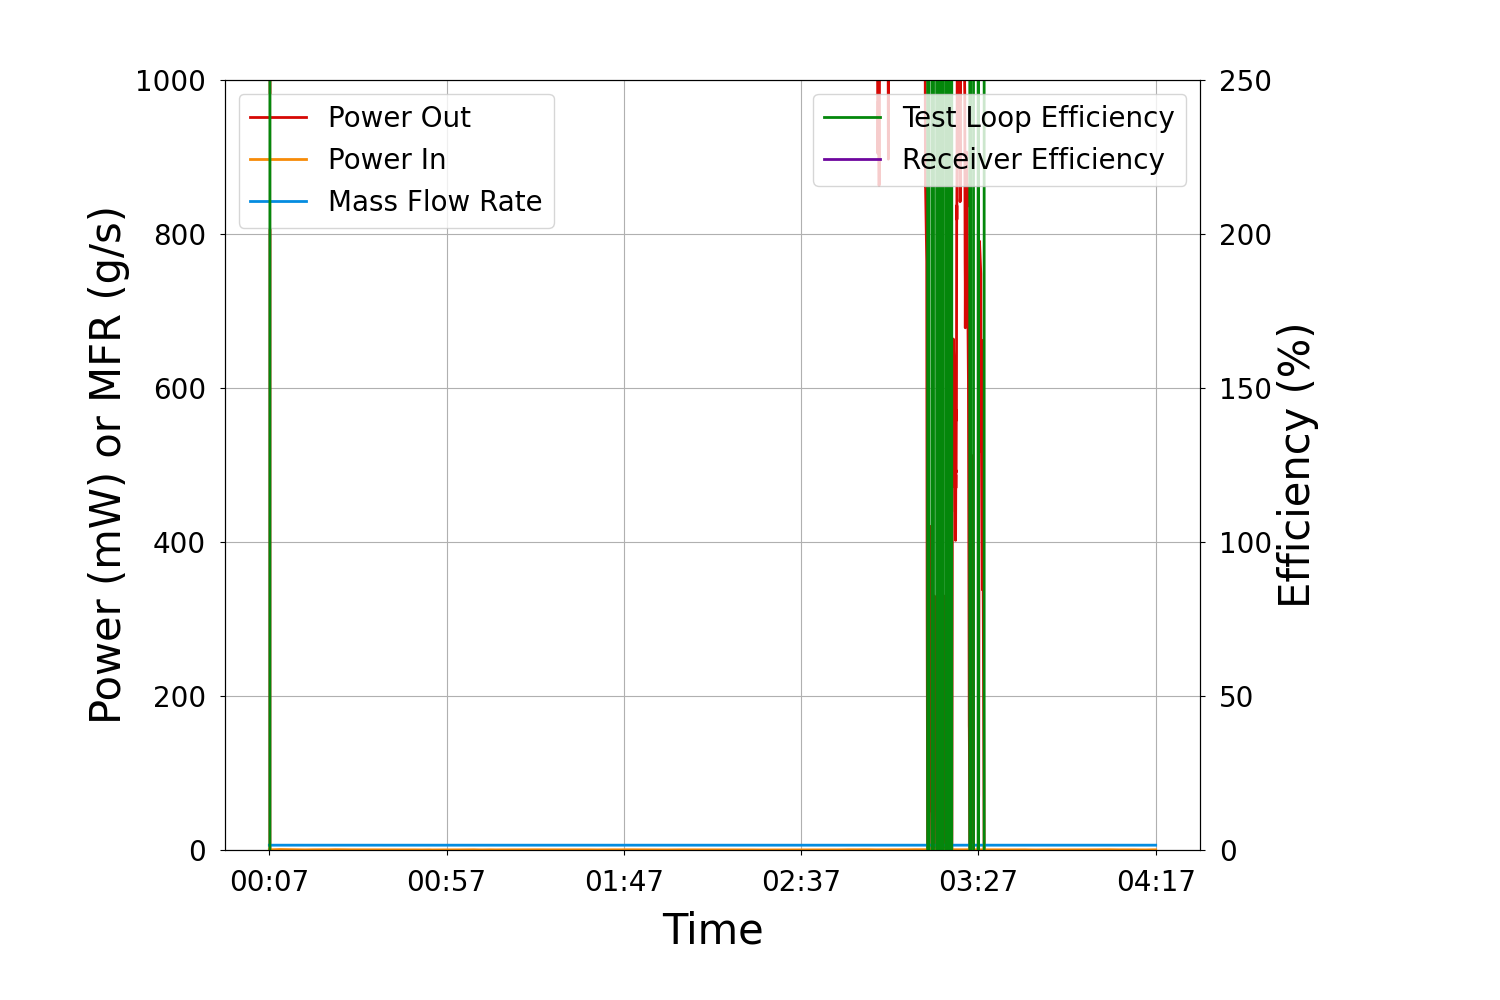 1000
800
600
400
200
0
Power (mW) or MFR (g/s)
Power Out
Power In
Mass Flow Rate
Test Loop Efficiency
Receiver Efficiency
250
200
150
100
50
0
Efficiency (%)
00:07 00:57 01:47 02:37 03:27 04:17
Time